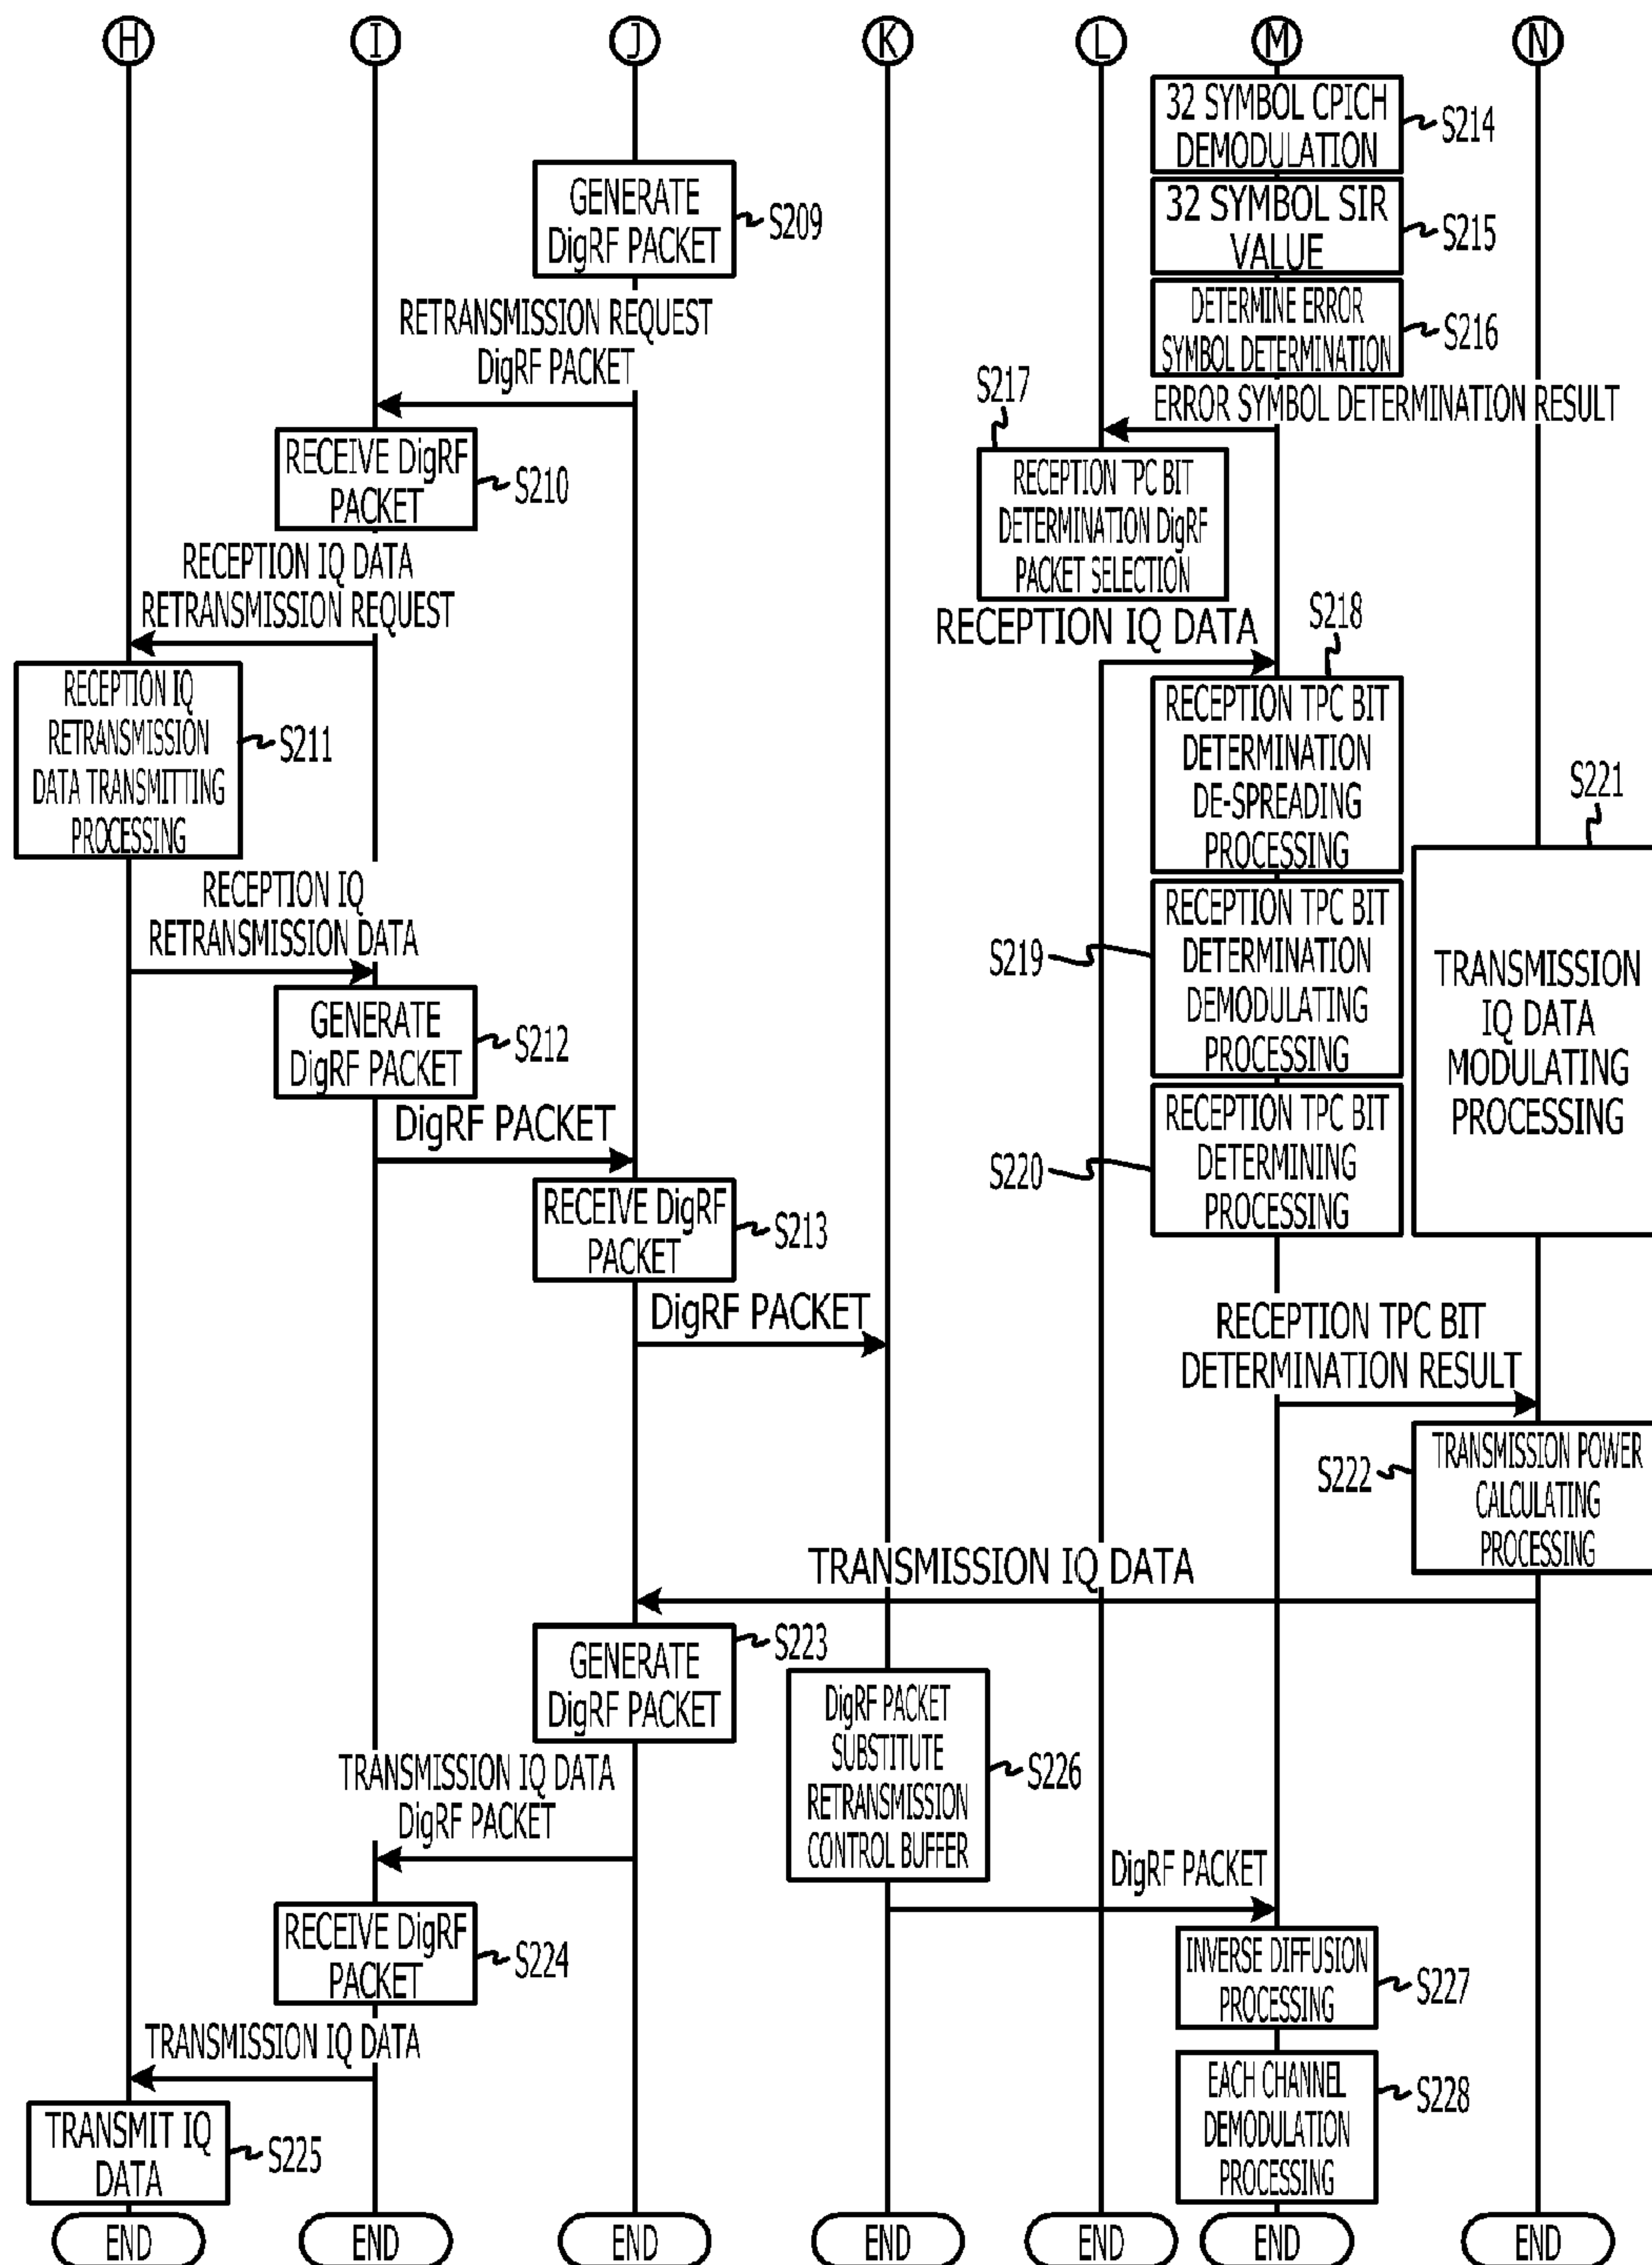 H I J K L M N
32 SYMBOL CPICH
DEMODULATION
S214
GENERATE
DigRF PACKET
S209
32 SYMBOL SIR
VALUE
S215
DETERMINE ERROR
SYMBOL DETERMINATION
S216
RETRANSMISSION REQUEST
DigRF PACKET
S217
ERROR SYMBOL DETERMINATION RESULT
RECEIVE DigRF
PACKET
S210
RECEPTION TPC BIT
DETERMINATION DigRF
PACKET SELECTION
RECEPTION IQ DATA
RETRANSMISSION REQUEST
RECEPTION IQ DATA
S218
RECEPTION IQ
RETRANSMISSION
DATA TRANSMITTING
PROCESSING
S211
RECEPTION TPC BIT
DETERMINATION
DE-SPREADING
PROCESSING
S221
RECEPTION IQ
RETRANSMISSION DATA
RECEPTION TPC BIT
DETERMINATION
DEMODULATING
PROCESSING
S219
TRANSMISSION
IQ DATA
MODULATING
PROCESSING
GENERATE
DigRF PACKET
S212
DigRF PACKET
RECEPTION TPC BIT
DETERMINING
PROCESSING
S220
RECEIVE DigRF
PACKET
S213
DigRF PACKET
RECEPTION TPC BIT
DETERMINATION RESULT
S222
TRANSMISSION POWER
CALCULATING
PROCESSING
TRANSMISSION IQ DATA
GENERATE
DigRF PACKET
S223
DigRF PACKET
SUBSTITUTE
RETRANSMISSION
CONTROL BUFFER
S226
TRANSMISSION IQ DATA
DigRF PACKET
DigRF PACKET
RECEIVE DigRF
PACKET
S224
INVERSE DIFFUSION
PROCESSING
S227
TRANSMISSION IQ DATA
EACH CHANNEL
DEMODULATION
PROCESSING
S228
TRANSMIT IQ
DATA
S225
END END END END END END END